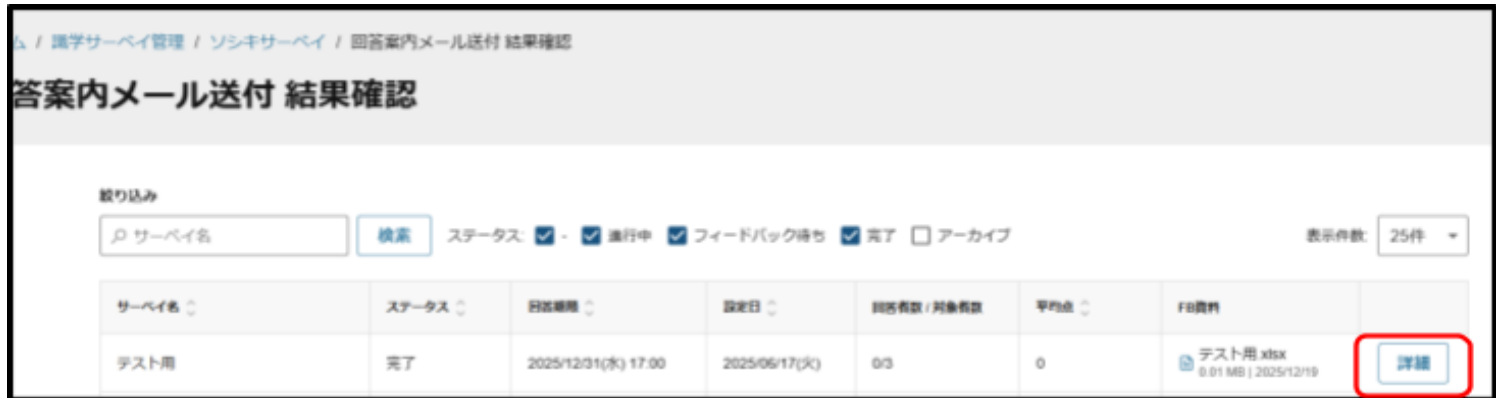 ム / 識学サーベイ管理 / ソシキサーベイ / 回答案内メール送付 結果確認
答案内メール送付 結果確認
絞り込み
サーベイ名 検索 ステータス: - 進行中 フィードバック待ち 完了 アーカイブ 表示件数: 25件
サーベイ名 ステータス 回答期限 設定日 回答者数 / 対象者数 平均点 FB資料
テスト用 完了 2025/12/31(水) 17:00 2025/06/17(火) 0/3 0 テスト用.xlsx 詳細
0.01 MB | 2025/12/19